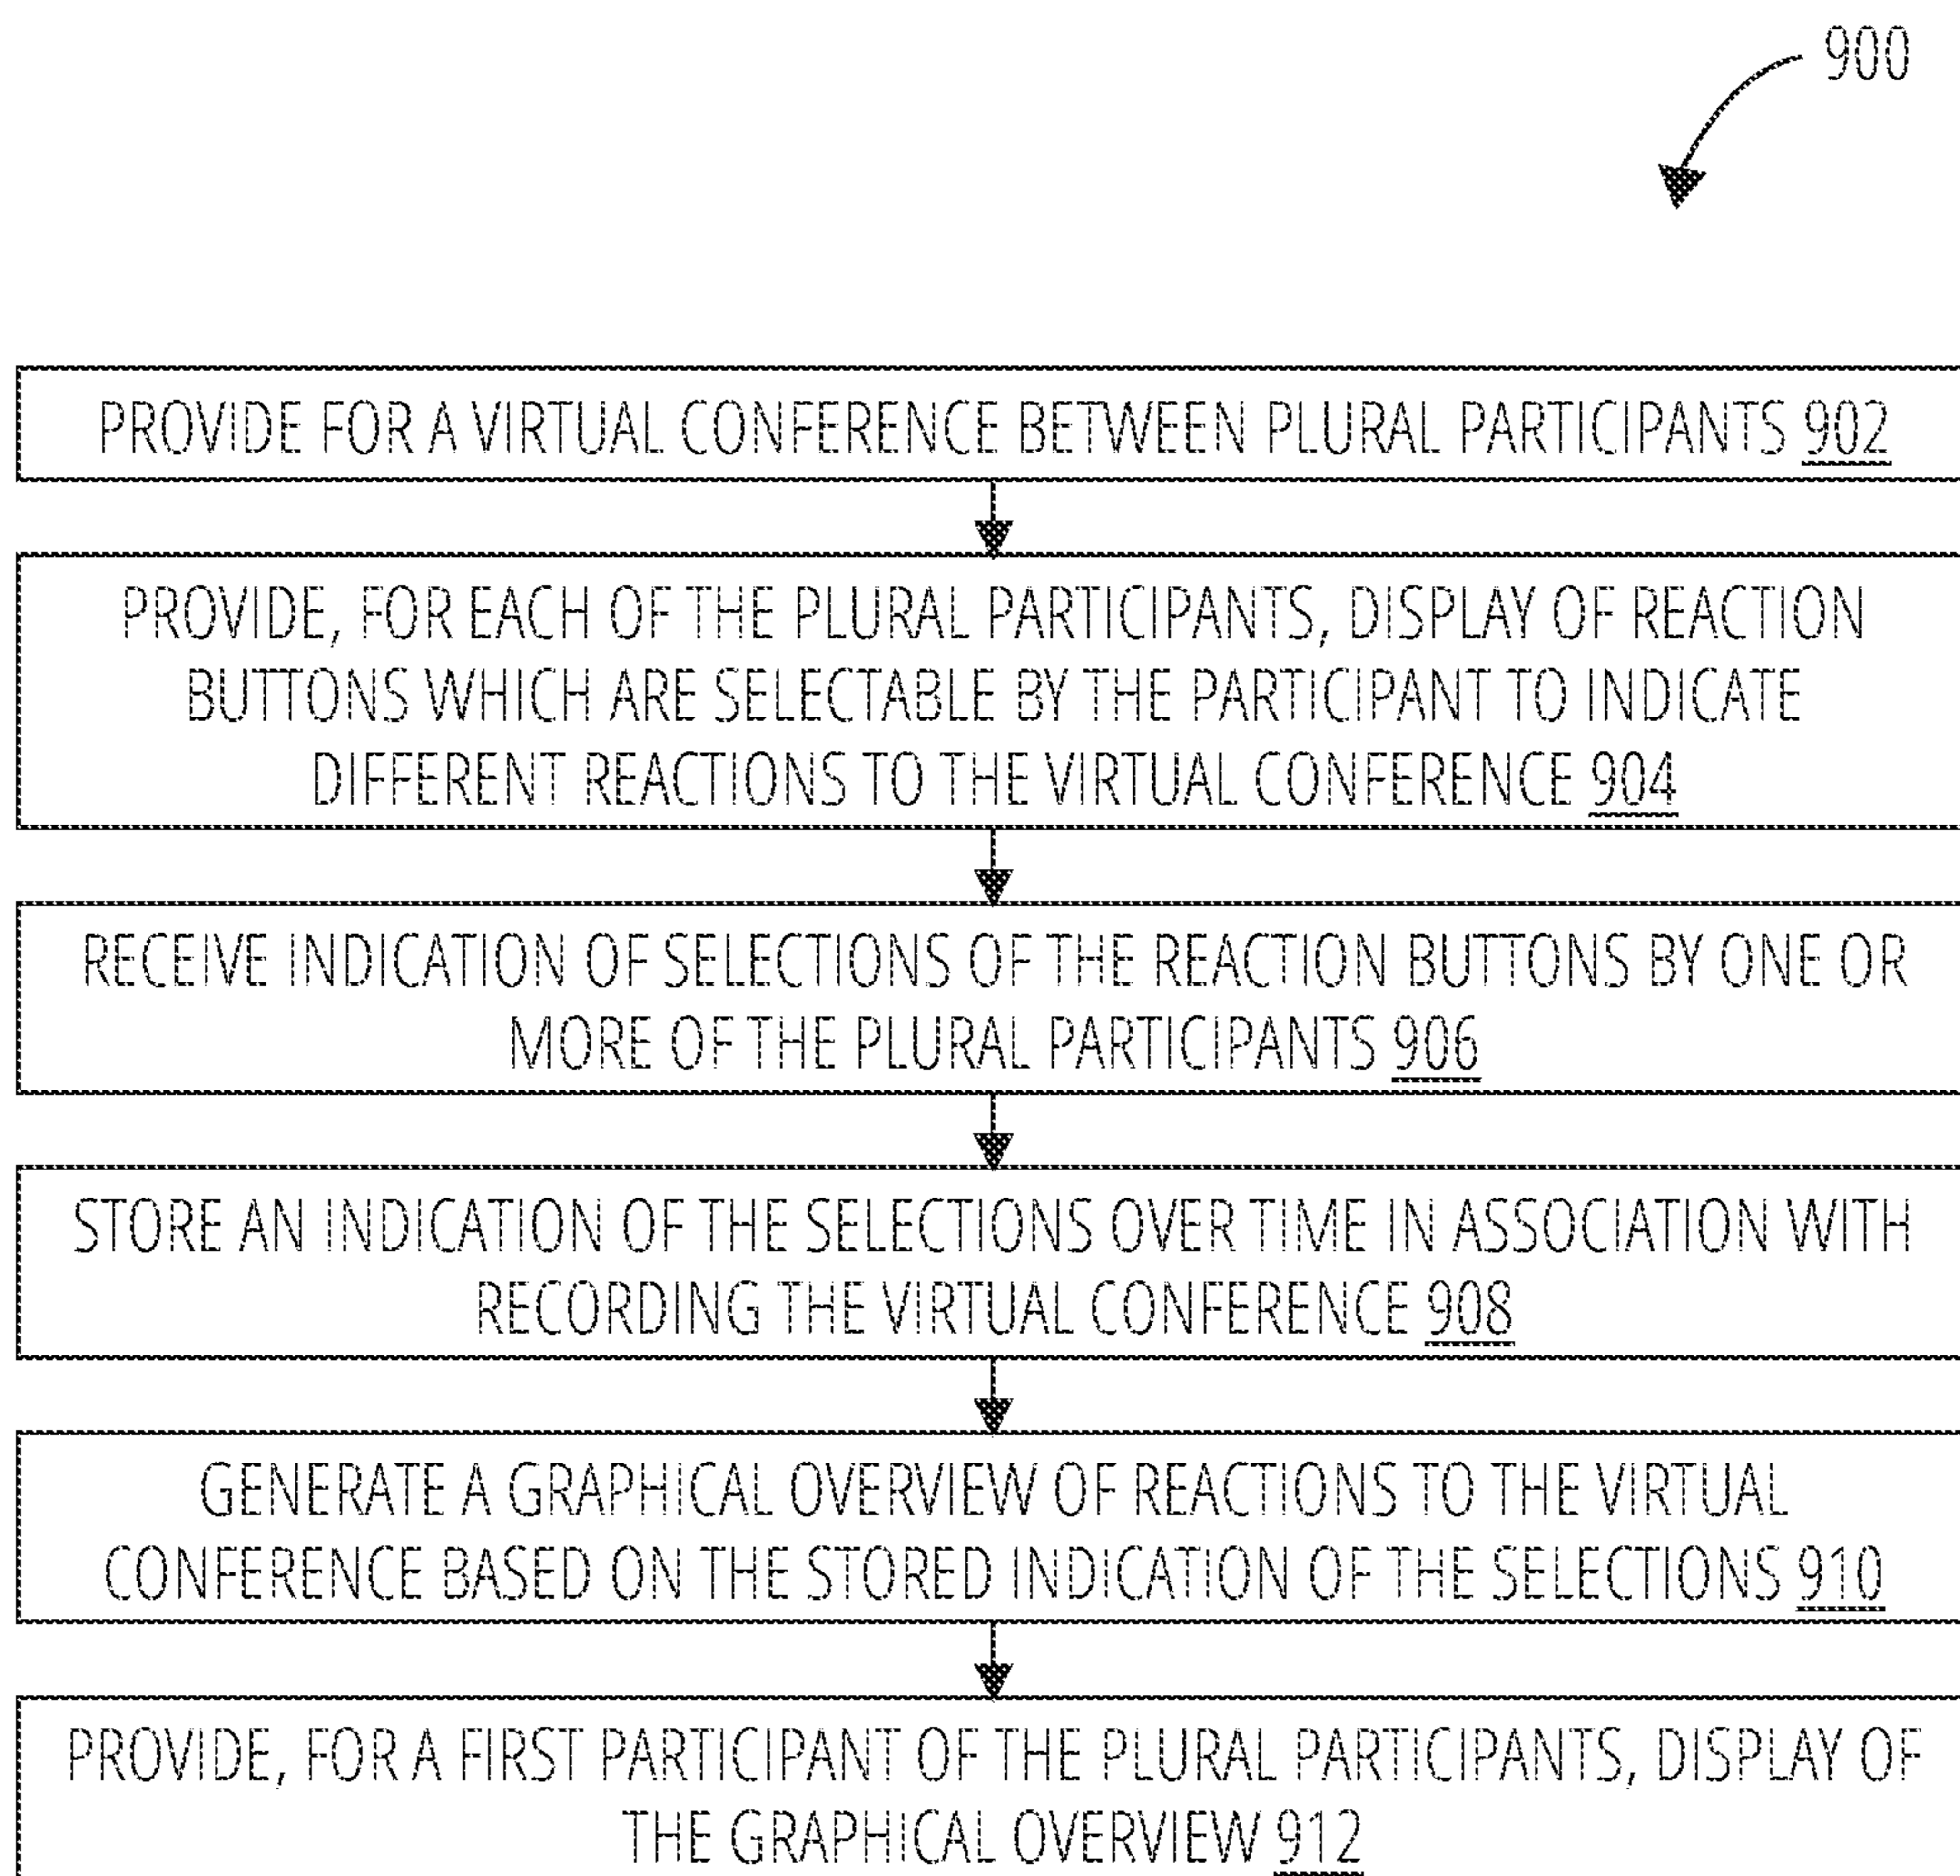 900
PROVIDE FOR A VIRTUAL CONFERENCE BETWEEN PLURAL PARTICIPANTS 902
PROVIDE, FOR EACH OF THE PLURAL PARTICIPANTS, DISPLAY OF REACTION
BUTTONS WHICH ARE SELECTABLE BY THE PARTICIPANT TO INDICATE
DIFFERENT REACTIONS TO THE VIRTUAL CONFERENCE 904
RECEIVE INDICATION OF SELECTIONS OF THE REACTION BUTTONS BY ONE OR
MORE OF THE PLURAL PARTICIPANTS 906
STORE AN INDICATION OF THE SELECTIONS OVER TIME IN ASSOCIATION WITH
RECORDING THE VIRTUAL CONFERENCE 908
GENERATE A GRAPHICAL OVERVIEW OF REACTIONS TO THE VIRTUAL
CONFERENCE BASED ON THE STORED INDICATION OF THE SELECTIONS 910
PROVIDE, FOR A FIRST PARTICIPANT OF THE PLURAL PARTICIPANTS, DISPLAY OF
THE GRAPHICAL OVERVIEW 912